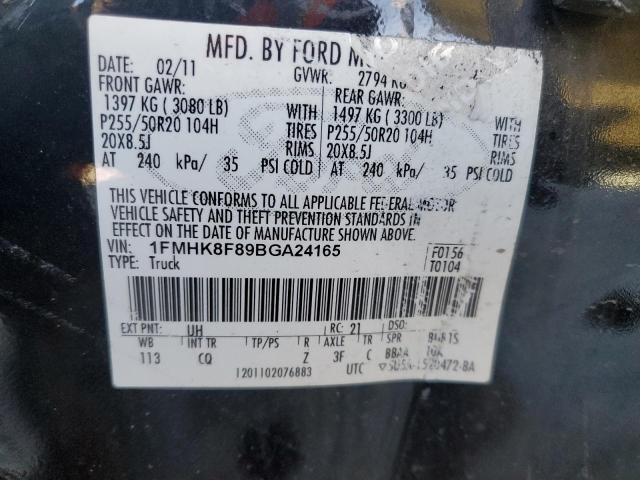 MFD. BY FORD
DATE: 02/11 GVWR: 2794 KG
FRONT GAWR: REAR GAWR:
1397 KG ( 3080 LB) WITH 1497 KG ( 3300 LB) WITH
P255/50R20 104H TIRES P255/50R20 104H TIRES
20X8.5J RIMS 20X8.5J RIMS
AT 240 kPa/ 35 PSI COLD AT 240 kPa/ 35 PSI COLD
THIS VEHICLE CONFORMS TO ALL APPLICABLE FEDERAL MOTOR
VEHICLE SAFETY AND THEFT PREVENTION STANDARDS IN
EFFECT ON THE DATE OF MANUFACTURE SHOWN ABOVE.
VIN: 1FMHK8F89BGA24165 F0156
TYPE: Truck T0104
EXT PNT: UH RC: 21 DSO:
WB INT TR TP/PS R AXLE TR SPR
113 CQ Z 3F C BBAA
1201102076883 UTC